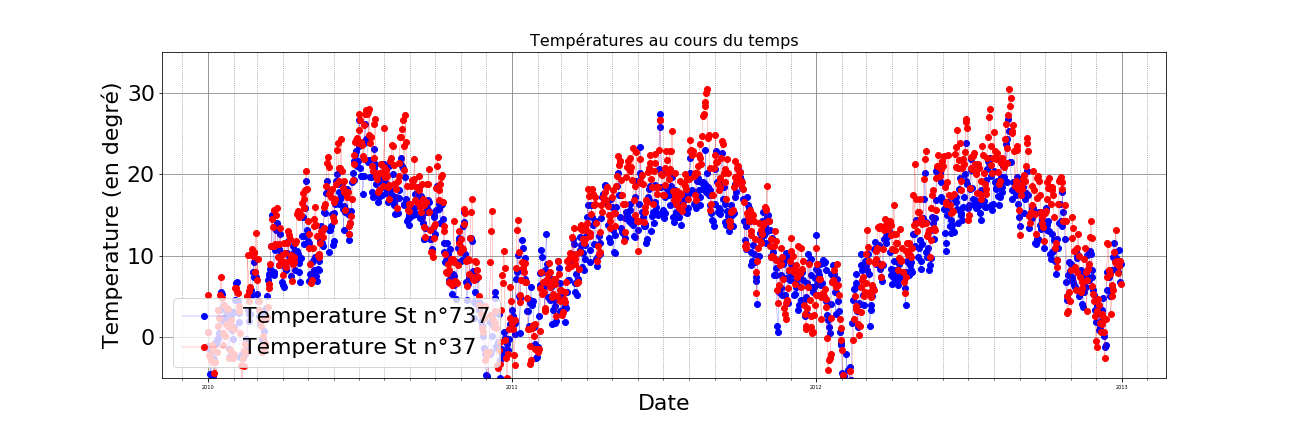 Températures au cours du temps
Temperature (en degré)
30
20
10
0
Temperature St n°737
Temperature St n°37
2010
2011
2012
2013
Date